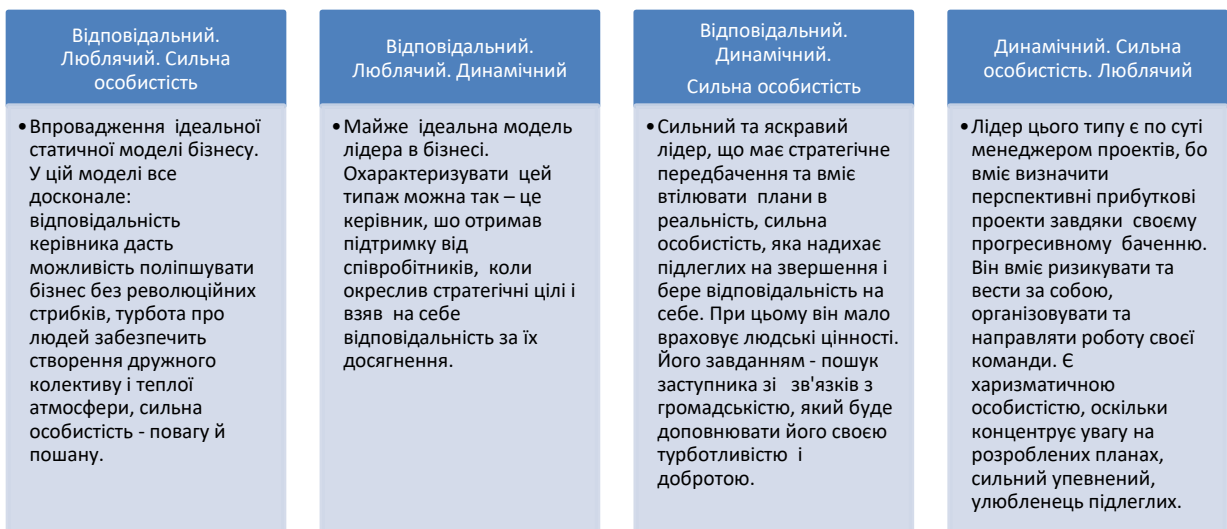 Відповідальний.
Люблячий. Сильна
особистість
•Впровадження ідеальної
статичної моделі бізнесу.
У цій моделі все
досконале:
відповідальність
керівника дасть
можливість поліпшувати
бізнес без революційних
стрибків, турбота про
людей забезпечить
створення дружного
колективу і теплої
атмосфери, сильна
особистість - повагу й
пошану.
Відповідальний.
Люблячий. Динамічний
•Майже ідеальна модель
лідера в бізнесі.
Охарактеризувати цей
типаж можна так – це
керівник, шо отримав
підтримку від
співробітників, коли
окреслив стратегічні цілі і
взяв на себе
відповідальність за їх
досягнення.
Відповідальний.
Динамічний.
Сильна особистість
•Сильний та яскравий
лідер, що має стратегічне
передбачення та вміє
втілювати плани в
реальність, сильна
особистість, яка надихає
підлеглих на звершення і
бере відповідальність на
себе. При цьому він мало
враховує людські цінності.
Його завданням - пошук
заступника зі зв'язків з
громадськістю, який буде
доповнювати його своєю
турботливістю і
добротою.
Динамічний. Сильна
особистість. Люблячий
•Лідер цього типу є по суті
менеджером проектів, бо
вміє визначити
перспективні прибуткові
проекти завдяки своєму
прогресивному баченню.
Він вміє ризикувати та
вести за собою,
організовувати та
направляти роботу своєї
команди. Є
харизматичною
особистістю, оскільки
концентрує увагу на
розроблених планах,
сильний упевнений,
улюбленець підлеглих.